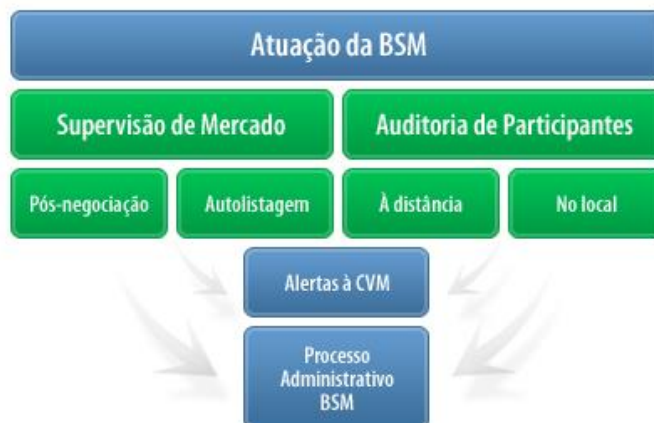 Atuação da BSM
Supervisão de Mercado
Auditoria de Participantes
Pós-negociação
Autolistagem
À distância
No local
Alertas à CVM
Processo
Administrativo
BSM